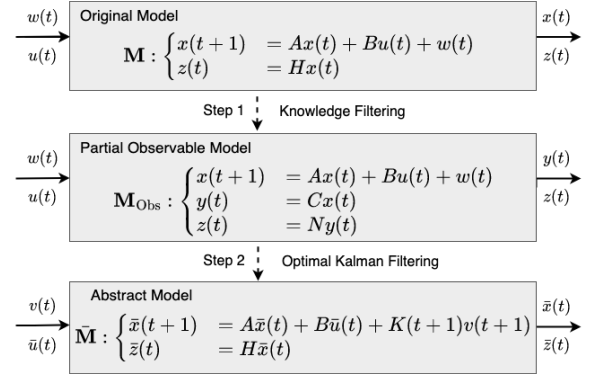 Original Model
w(t)
u(t)
M : { x(t + 1) = Ax(t) + Bu(t) + w(t)
z(t) = Hx(t)
x(t)
z(t)
Step 1 Knowledge Filtering
Partial Observable Model
w(t)
u(t)
M_Obs : { x(t + 1) = Ax(t) + Bu(t) + w(t)
y(t) = Cx(t)
z(t) = Ny(t)
y(t)
z(t)
Step 2 Optimal Kalman Filtering
Abstract Model
v(t)
ū(t)
M̄ : { x̄(t + 1) = Ax̄(t) + Bū(t) + K(t + 1)v(t + 1)
z̄(t) = Hx̄(t)
x̄(t)
z̄(t)